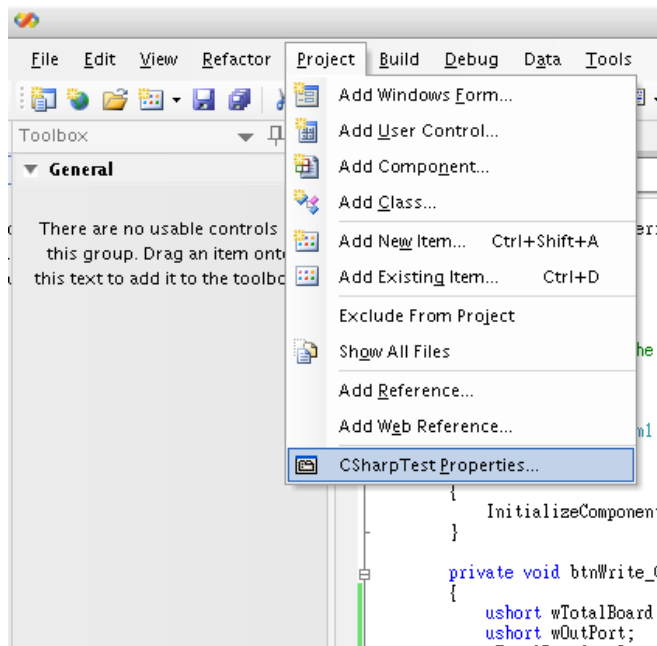 File Edit View Refactor Project Build Debug Data Tools
Toolbox
General
There are no usable controls
this group. Drag an item onto
this text to add it to the
Add Windows Form...
Add User Control...
Add Component...
Add Class...
Add New Item... Ctrl+Shift+A
Add Existing Item... Ctrl+D
Exclude From Project
Show All Files
Add Reference...
Add Web Reference...
CSharpTest Properties...
he
{
InitializeComponent
}
private void btnWrite_
{
ushort wTotalBoard
ushort wOutPort;